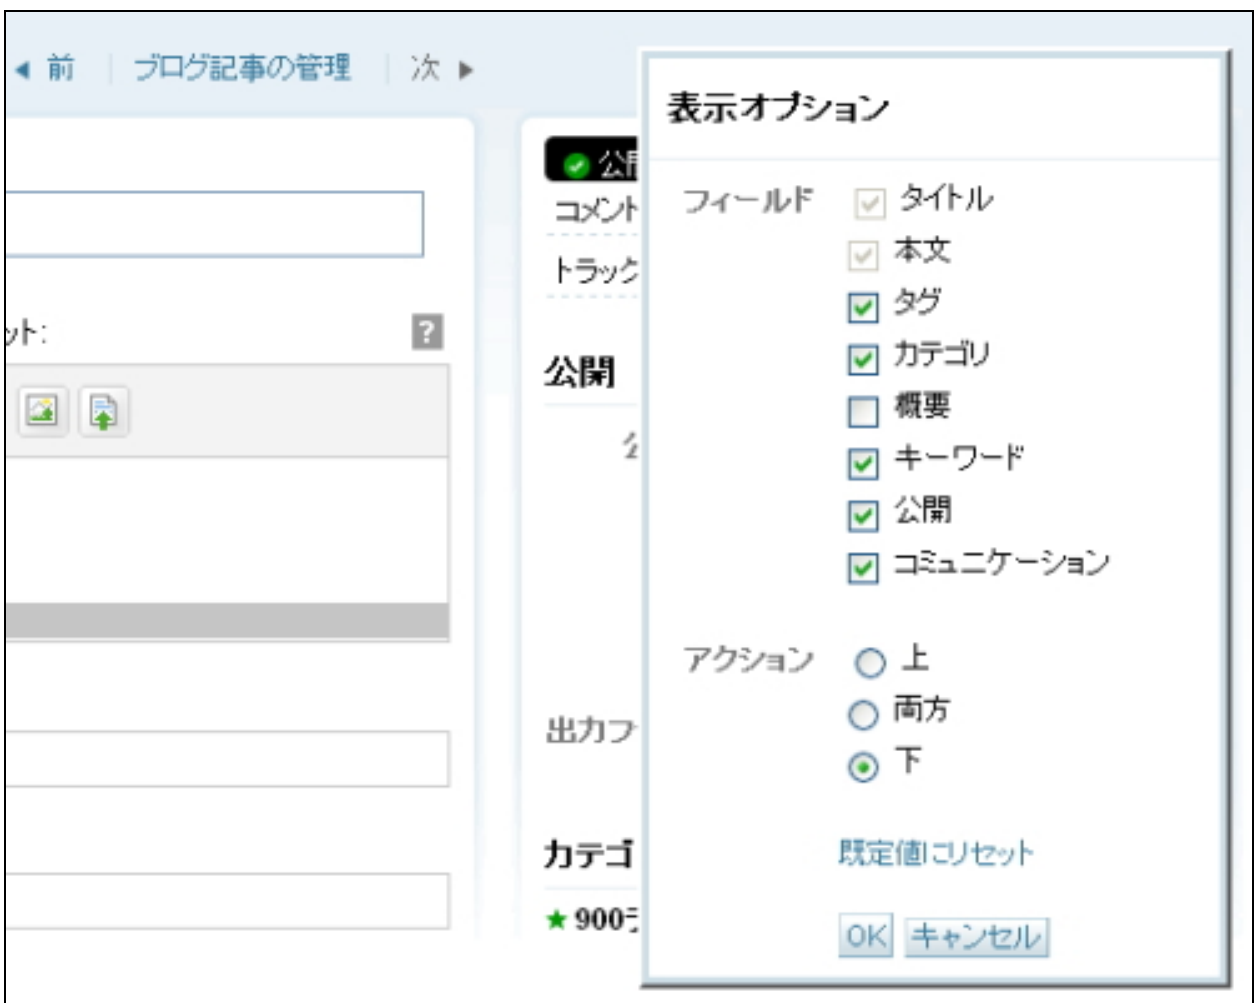 前 ブログ記事の管理 次
表示オプション
公開
コメント
トラック
フィールド
タイトル
本文
タグ
カテゴリ
概要
キーワード
公開
コミュニケーション
ット:
?
公開
出力フ
カテゴ
★900
アクション
上
両方
下
既定値にリセット
OK キャンセル